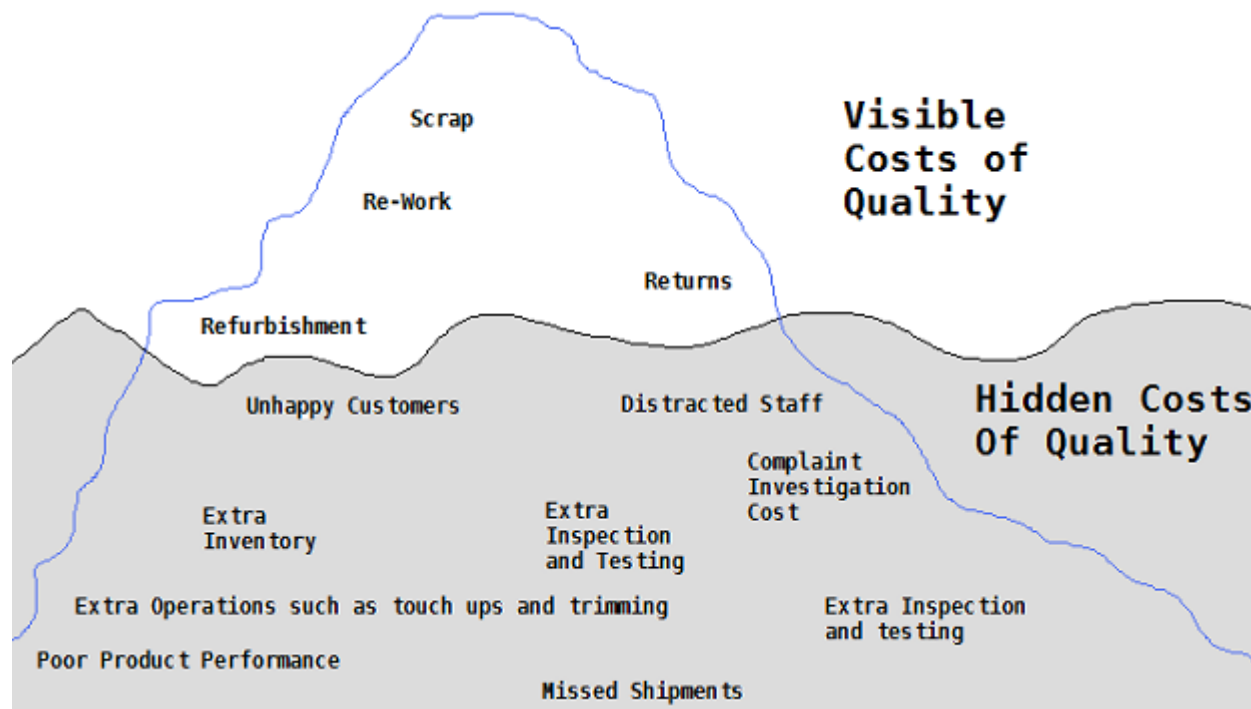 Visible
Costs of
Quality
Scrap
Re-Work
Returns
Refurbishment
Hidden Costs
Of Quality
Unhappy Customers
Distracted Staff
Complaint
Investigation
Cost
Extra
Inventory
Extra
Inspection
and Testing
Extra Operations such as touch ups and trimming
Extra Inspection
and testing
Poor Product Performance
Missed Shipments